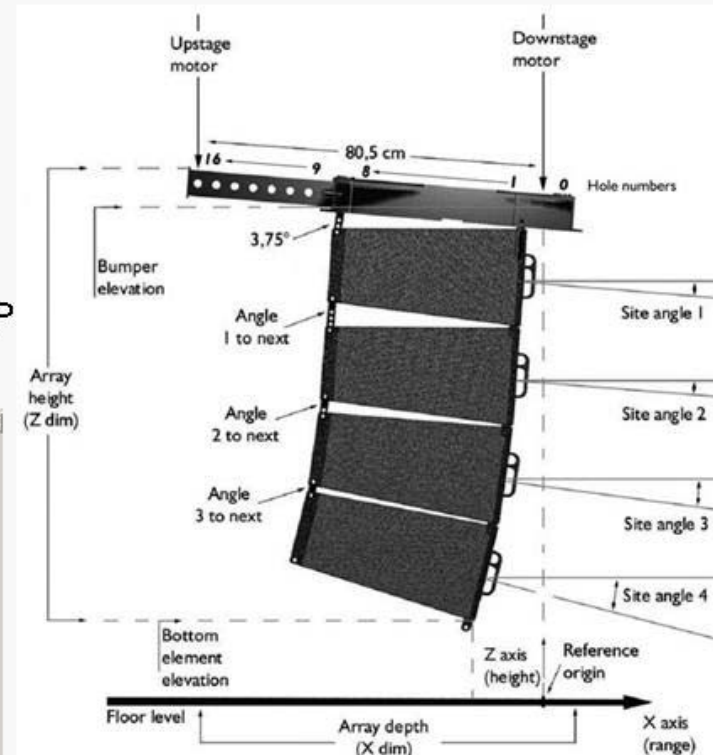 Upstage
motor
Downstage
motor
80,5 cm
16
9
8
1
0
Hole numbers
3,75°
Bumper
elevation
Site angle 1
Angle
1 to next
Array
height
(Z dim)
Site angle 2
Angle
2 to next
Angle
3 to next
Site angle 3
Site angle 4
Bottom
element
elevation
Z axis
(height)
Reference
origin
Floor level
Array depth
(X dim)
X axis
(range)